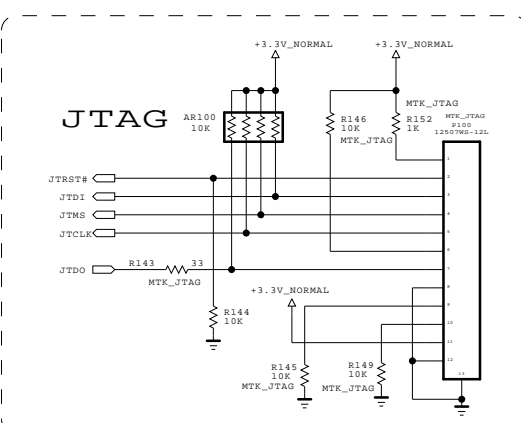 +3.3V_NORMAL
+3.3V_NORMAL
JTAG
AR100
10K
R146
10K
MTK_JTAG
MTK_JTAG
R152
1K
MTK_JTAG
P100
12507WS-12L
JTRST#
JTDI
JTMS
JTCLK
JTDO
R143
33
MTK_JTAG
1
2
3
4
5
6
7
8
9
10
11
12
13
+3.3V_NORMAL
R144
10K
R145
10K
MTK_JTAG
R149
10K
MTK_JTAG